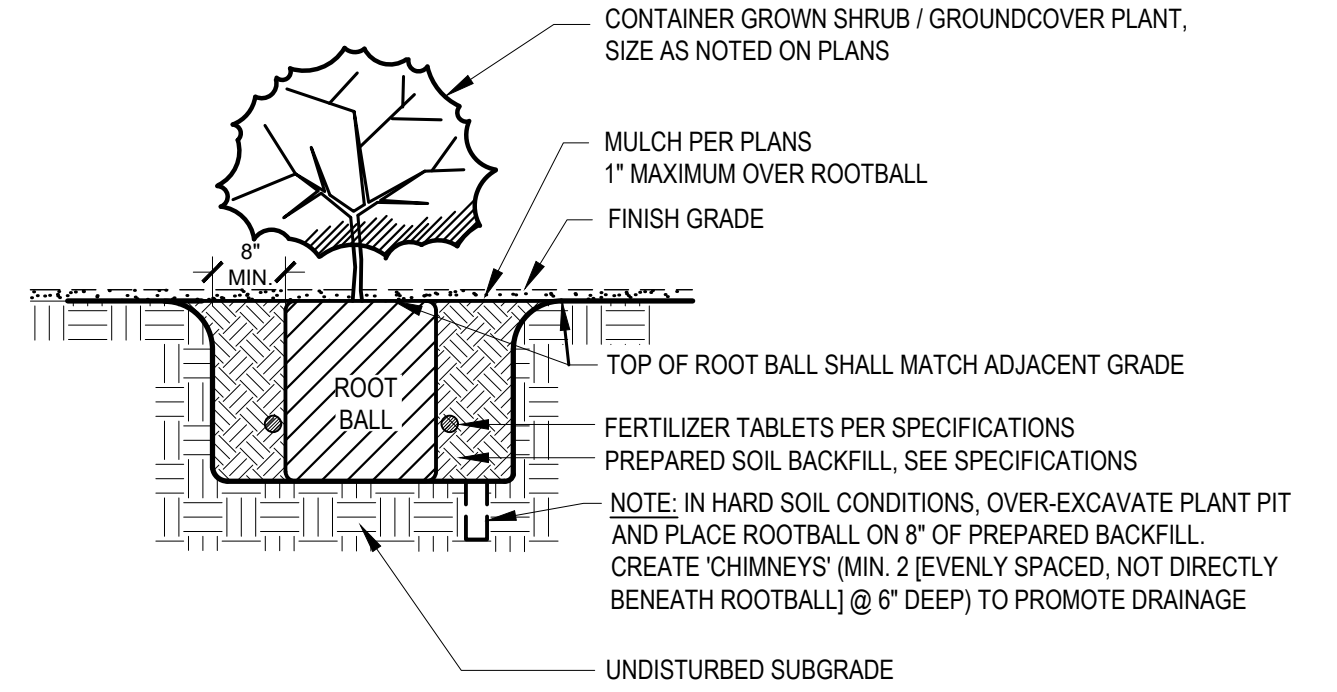 CONTAINER GROWN SHRUB / GROUNDCOVER PLANT,
SIZE AS NOTED ON PLANS
MULCH PER PLANS
1" MAXIMUM OVER ROOTBALL
FINISH GRADE
8"
MIN.
TOP OF ROOT BALL SHALL MATCH ADJACENT GRADE
ROOT
BALL
FERTILIZER TABLETS PER SPECIFICATIONS
PREPARED SOIL BACKFILL, SEE SPECIFICATIONS
NOTE: IN HARD SOIL CONDITIONS, OVER-EXCAVATE PLANT PIT
AND PLACE ROOTBALL ON 8" OF PREPARED BACKFILL.
CREATE 'CHIMNEYS' (MIN. 2 [EVENLY SPACED, NOT DIRECTLY
BENEATH ROOTBALL] @ 6" DEEP) TO PROMOTE DRAINAGE
UNDISTURBED SUBGRADE